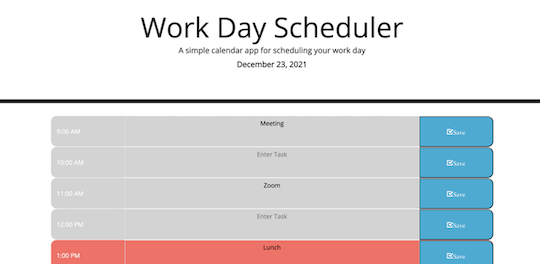 Work Day Scheduler
A simple calendar app for scheduling your work day
December 23, 2021
9:00 AM Meeting Save
10:00 AM Enter Task Save
11:00 AM Zoom Save
12:00 PM Enter Task Save
1:00 PM Lunch Save